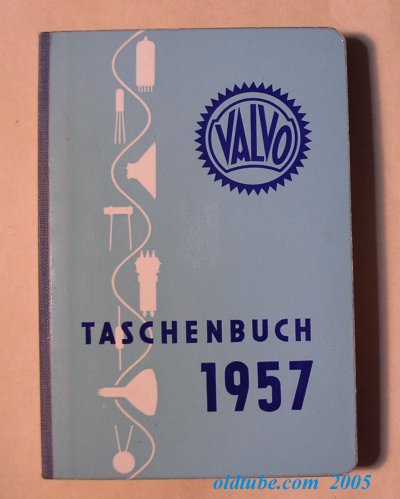 VALVO
TASCHENBUCH
1957
oldtube.com 2005